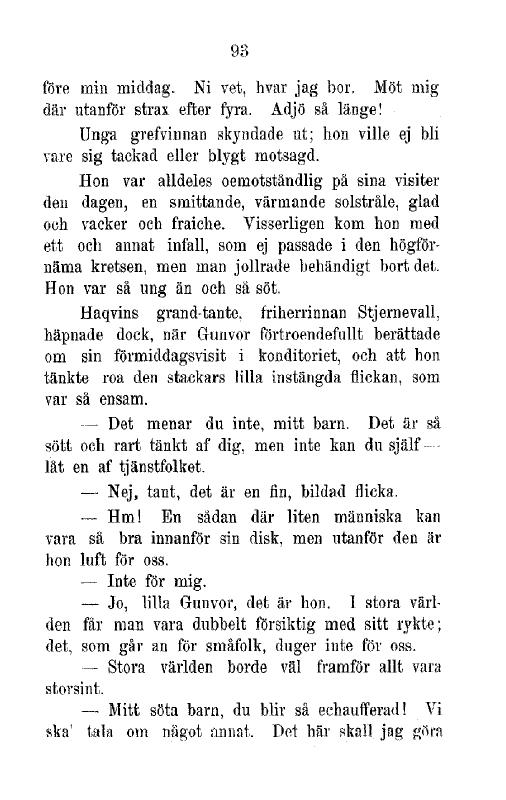 93
före min middag. Ni vet, hvar jag bor. Möt mig
där utanför strax efter fyra. Adjö så länge!
Unga grefvinnan skyndade ut; hon ville ej bli
vare sig tackad eller blygt motsagd.
Hon var alldeles oemotståndlig på sina visiter
den dagen, en smittande, värmande solstråle, glad
och vacker och fraiche. Visserligen kom hon med
ett och annat infall, som ej passade i den högför-
näma kretsen, men man jollrade behändigt bort det.
Hon var så ung än och så söt.
Haqvins grand-tante, friherrinnan Stjernevall,
häpnade dock, när Gunvor förtroendefullt berättade
om sin förmiddagsvisit i konditoriet, och att hon
tänkte roa den stackars lilla instängda flickan, som
var så ensam.
— Det menar du inte, mitt barn. Det är så
sött och rart tänkt af dig, men inte kan du själf —
låt en af tjänstfolket.
— Nej, tant, det är en fin, bildad flicka.
— Hm! En sådan där liten människa kan
vara så bra innanför sin disk, men utanför den är
hon luft för oss.
— Inte för mig.
— Jo, lilla Gunvor, det är hon. I stora värl-
den får man vara dubbelt försiktig med sitt rykte;
det, som går an för småfolk, duger inte för oss.
— Stora världen borde väl framför allt vara
storsint.
— Mitt söta barn, du blir så echaufferad! Vi
ska' tala om något annat. Det här skall jag göra